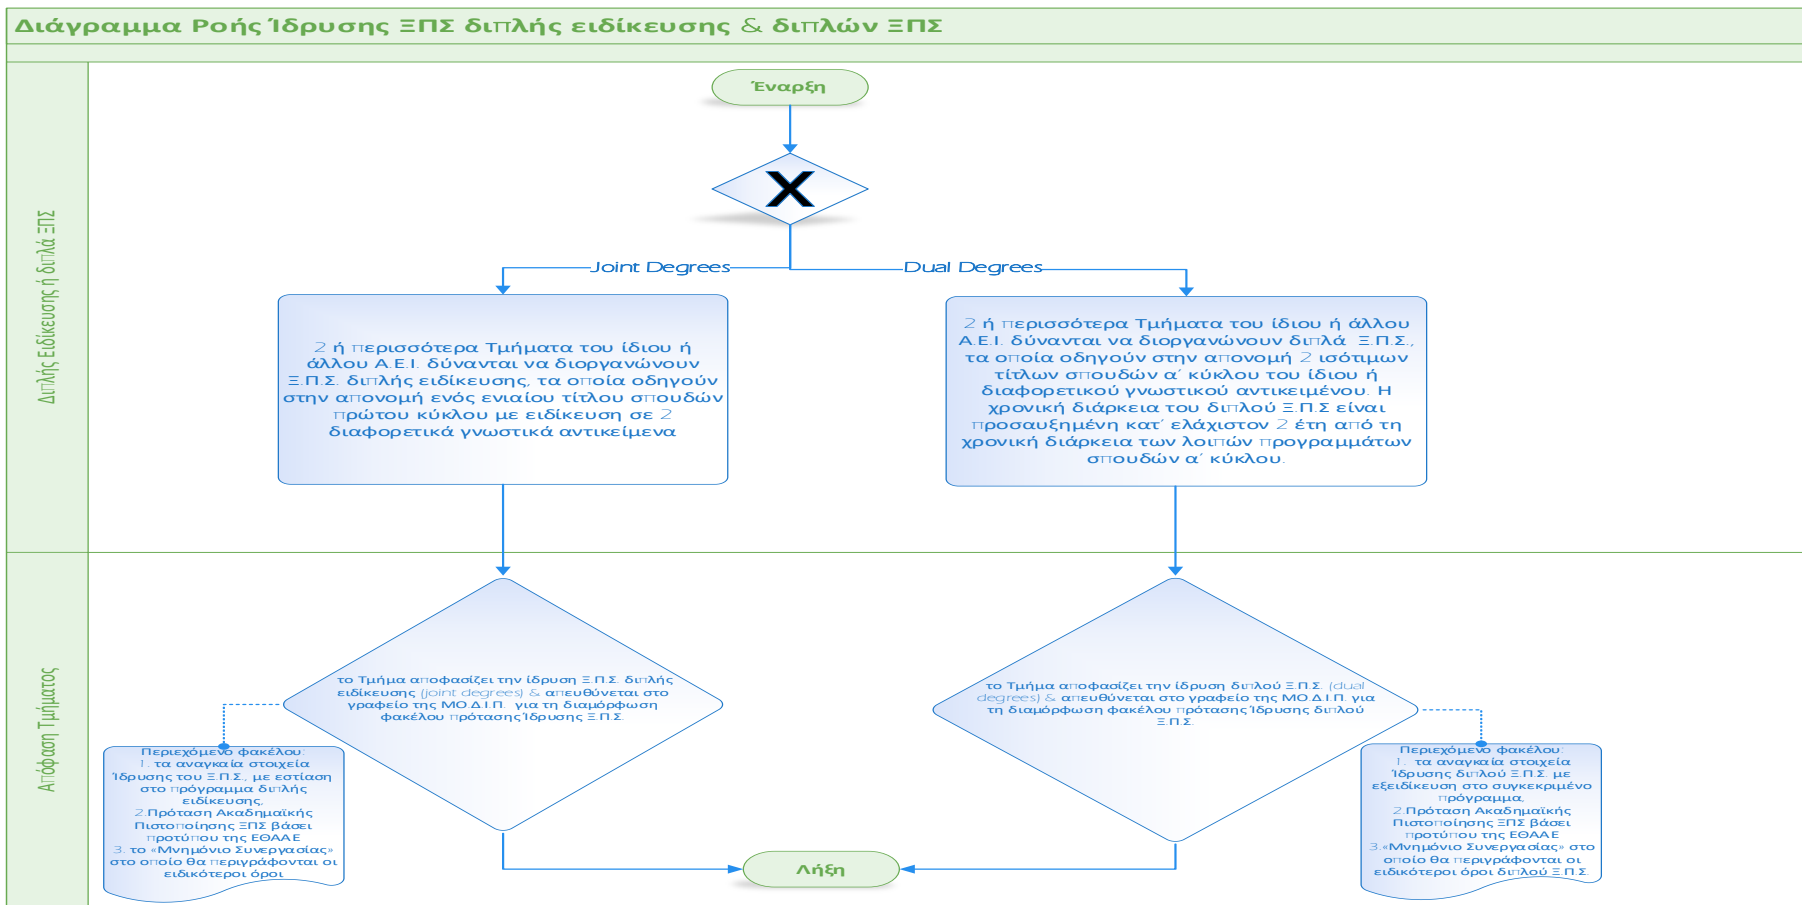 Διάγραμμα Ροής Ίδρυσης ΞΠΣ διπλής ειδίκευσης & διπλών ΞΠΣ
Διπλής Ειδίκευσης ή διπλά ΞΠΣ
Έναρξη
X
Joint Degrees
Dual Degrees
2 ή περισσότερα Τμήματα του ίδιου ή
άλλου Α.Ε.Ι. δύνανται να διοργανώνουν
Ξ.Π.Σ. διπλής ειδίκευσης, τα οποία οδηγούν
στην απονομή ενός ενιαίου τίτλου σπουδών
πρώτου κύκλου με ειδίκευση σε 2
διαφορετικά γνωστικά αντικείμενα
2 ή περισσότερα Τμήματα του ίδιου ή άλλου
Α.Ε.Ι. δύνανται να διοργανώνουν διπλά Ξ.Π.Σ.,
τα οποία οδηγούν στην απονομή 2 ισότιμων
τίτλων σπουδών α΄ κύκλου του ίδιου ή
διαφορετικού γνωστικού αντικειμένου. Η
χρονική διάρκεια του διπλού Ξ.Π.Σ είναι
προσαυξημένη κατ΄ ελάχιστον 2 έτη από τη
χρονική διάρκεια των λοιπών προγραμμάτων
σπουδών α΄ κύκλου.
Απόφαση Τμήματος
το Τμήμα αποφασίζει την ίδρυση Ξ.Π.Σ. διπλής
ειδίκευσης (joint degrees) & απευθύνεται στο
γραφείο της ΜΟ.Δ.Ι.Π. για τη διαμόρφωση
φακέλου πρότασης Ίδρυσης Ξ.Π.Σ.
το Τμήμα αποφασίζει την ίδρυση διπλού Ξ.Π.Σ. (dual
degrees) & απευθύνεται στο γραφείο της ΜΟ.Δ.Ι.Π. για
τη διαμόρφωση φακέλου πρότασης Ίδρυσης διπλού
Ξ.Π.Σ.
Περιεχόμενο φακέλου:
1. τα αναγκαία στοιχεία
Ίδρυσης του Ξ.Π.Σ., με εστίαση
στο πρόγραμμα διπλής
ειδίκευσης,
2.Πρόταση Ακαδημαϊκής
Πιστοποίησης ΞΠΣ βάσει
προτύπου της ΕΘΑΑΕ
3. το «Μνημόνιο Συνεργασίας»
στο οποίο θα περιγράφονται οι
ειδικότεροι όροι
Περιεχόμενο φακέλου:
1. τα αναγκαία στοιχεία
Ίδρυσης διπλού Ξ.Π.Σ. με
εξειδίκευση στο συγκεκριμένο
πρόγραμμα,
2.Πρόταση Ακαδημαϊκής
Πιστοποίησης ΞΠΣ βάσει
προτύπου της ΕΘΑΑΕ
3.«Μνημόνιο Συνεργασίας» στο
οποίο θα περιγράφονται οι
ειδικότεροι όροι διπλού Ξ.Π.Σ.
Λήξη